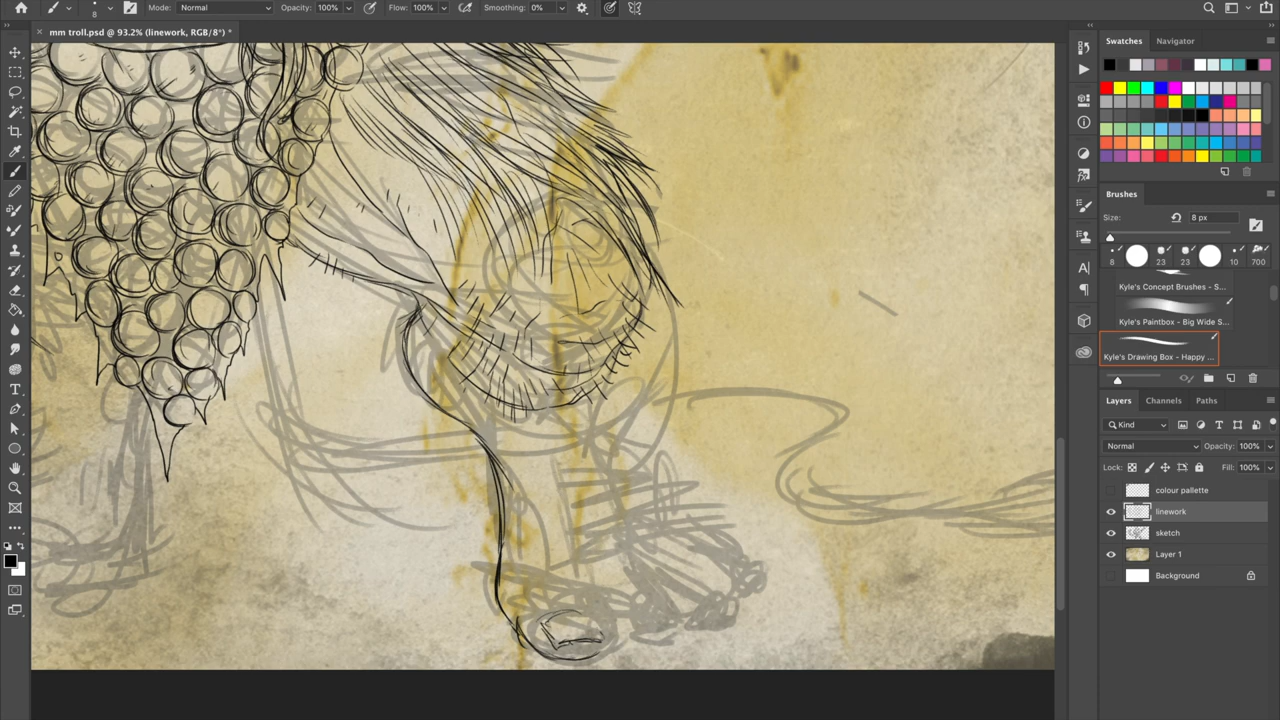 8
Mode:
Normal
Opacity:
100%
Flow:
100%
Smoothing:
0%
mm troll.psd @ 93.2% (linework, RGB/8*) *
Swatches
Navigator
Brushes
Size:
8 px
8
23
23
10
700
Kyle's Concept Brushes - S...
Kyle's Paintbox - Big Wide S...
Kyle's Drawing Box - Happy ...
Layers
Channels
Paths
Kind
Normal
Opacity:
100%
Lock:
Fill:
100%
colour palette
linework
sketch
Layer 1
Background